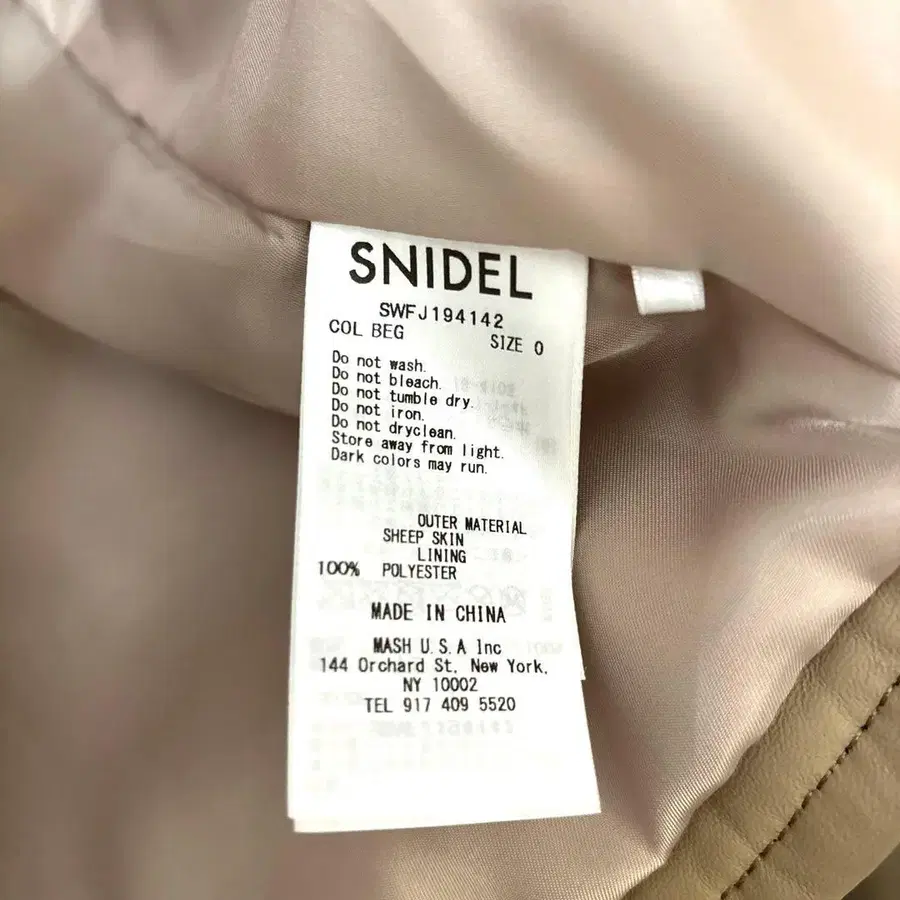 SNIDEL
SWFJ194142
COL BEG SIZE 0
Do not wash.
Do not bleach.
Do not tumble dry.
Do not iron.
Do not dryclean.
Store away from light.
Dark colors may run.
OUTER MATERIAL
SHEEP SKIN
LINING
100% POLYESTER
MADE IN CHINA
MASH U.S.A Inc
144 Orchard St. New York,
NY 10002
TEL 917 409 5520